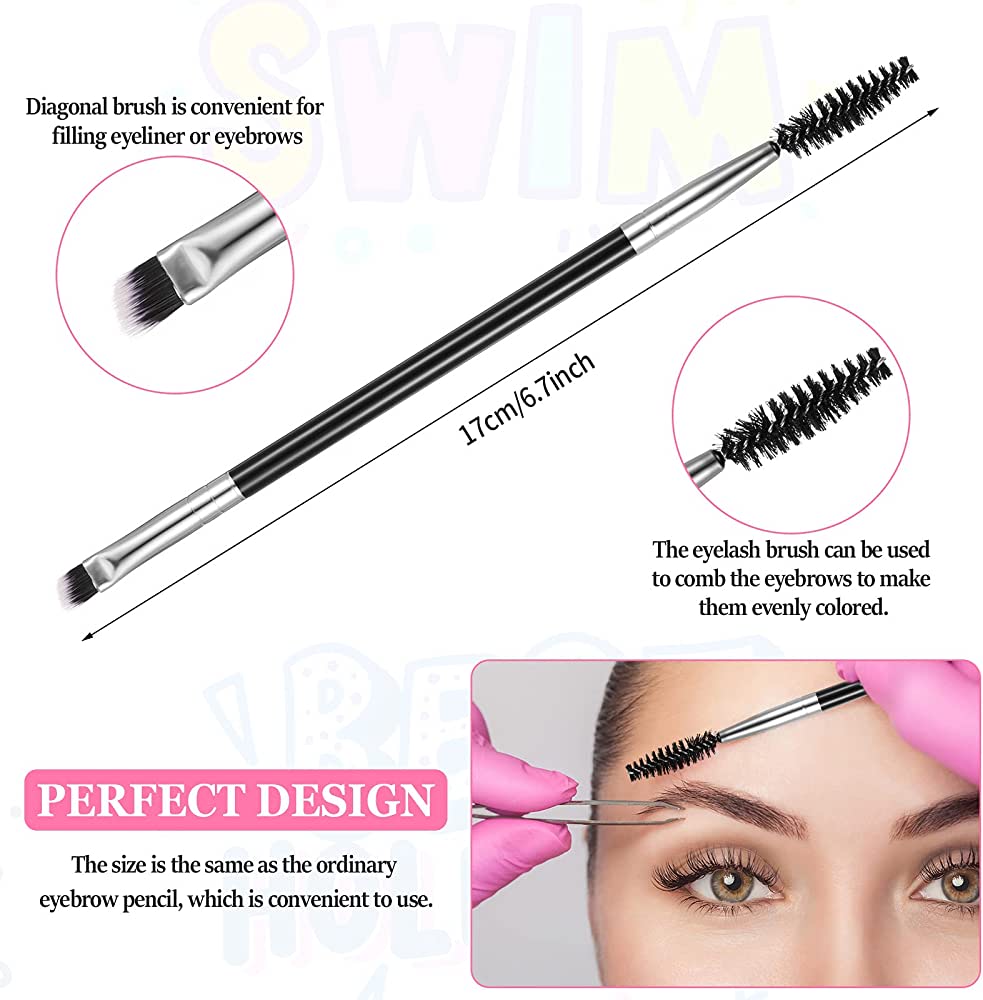 SWIM
Diagonal brush is convenient for
filling eyeliner or eyebrows
17cm/6.7inch
The eyelash brush can be used
to comb the eyebrows to make
them evenly colored.
PERFECT DESIGN
The size is the same as the ordinary
eyebrow pencil, which is convenient to use.